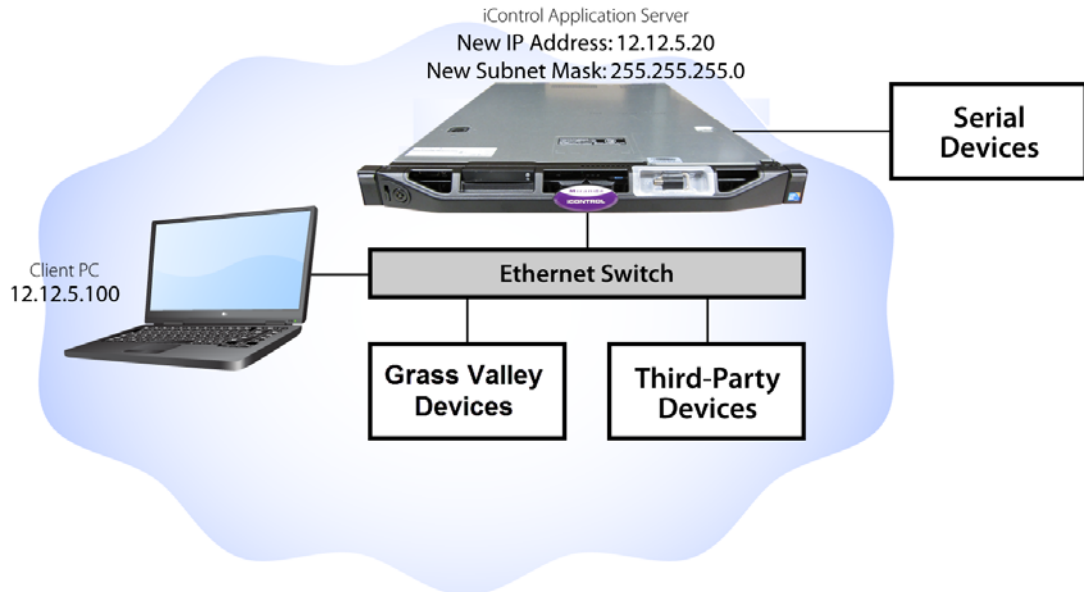 iControl Application Server
New IP Address: 12.12.5.20
New Subnet Mask: 255.255.255.0
Serial
Devices
iCONTROL
Ethernet Switch
Client PC
12.12.5.100
Grass Valley
Devices
Third-Party
Devices